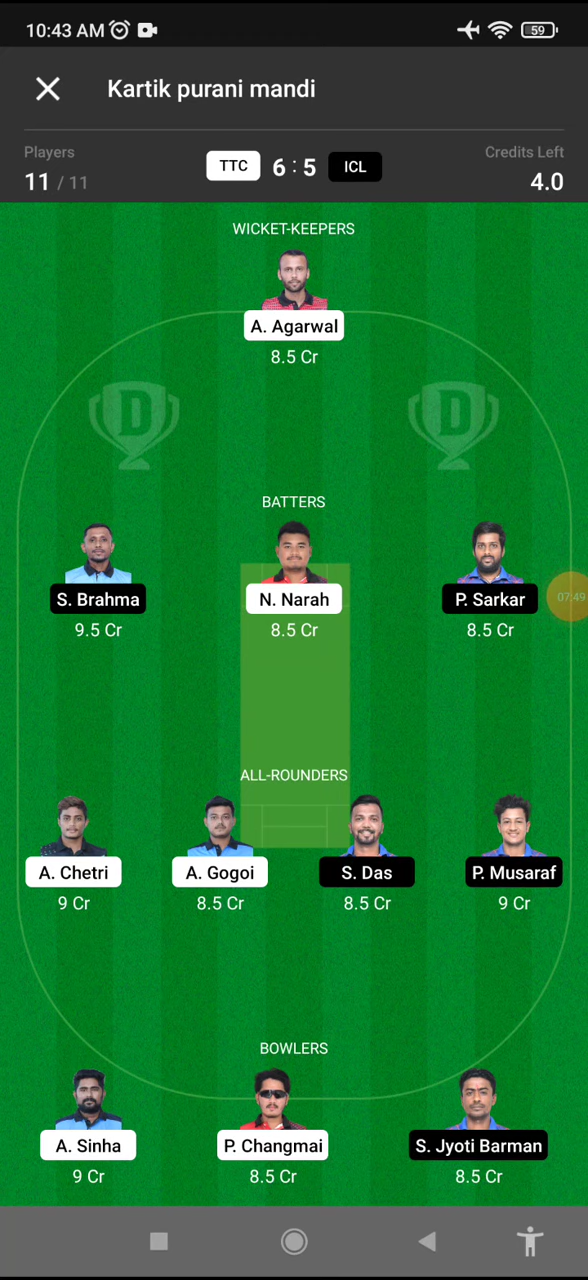 10:43 AM
59
Kartik purani mandi
Players
11 / 11
TTC 6 : 5 ICL
Credits Left
4.0
WICKET-KEEPERS
A. Agarwal
8.5 Cr
D D
BATTERS
S. Brahma N. Narah P. Sarkar
9.5 Cr 8.5 Cr 8.5 Cr
07:49
ALL-ROUNDERS
A. Chetri A. Gogoi S. Das P. Musaraf
9 Cr 8.5 Cr 8.5 Cr 9 Cr
BOWLERS
A. Sinha P. Changmai S. Jyoti Barman
9 Cr 8.5 Cr 8.5 Cr